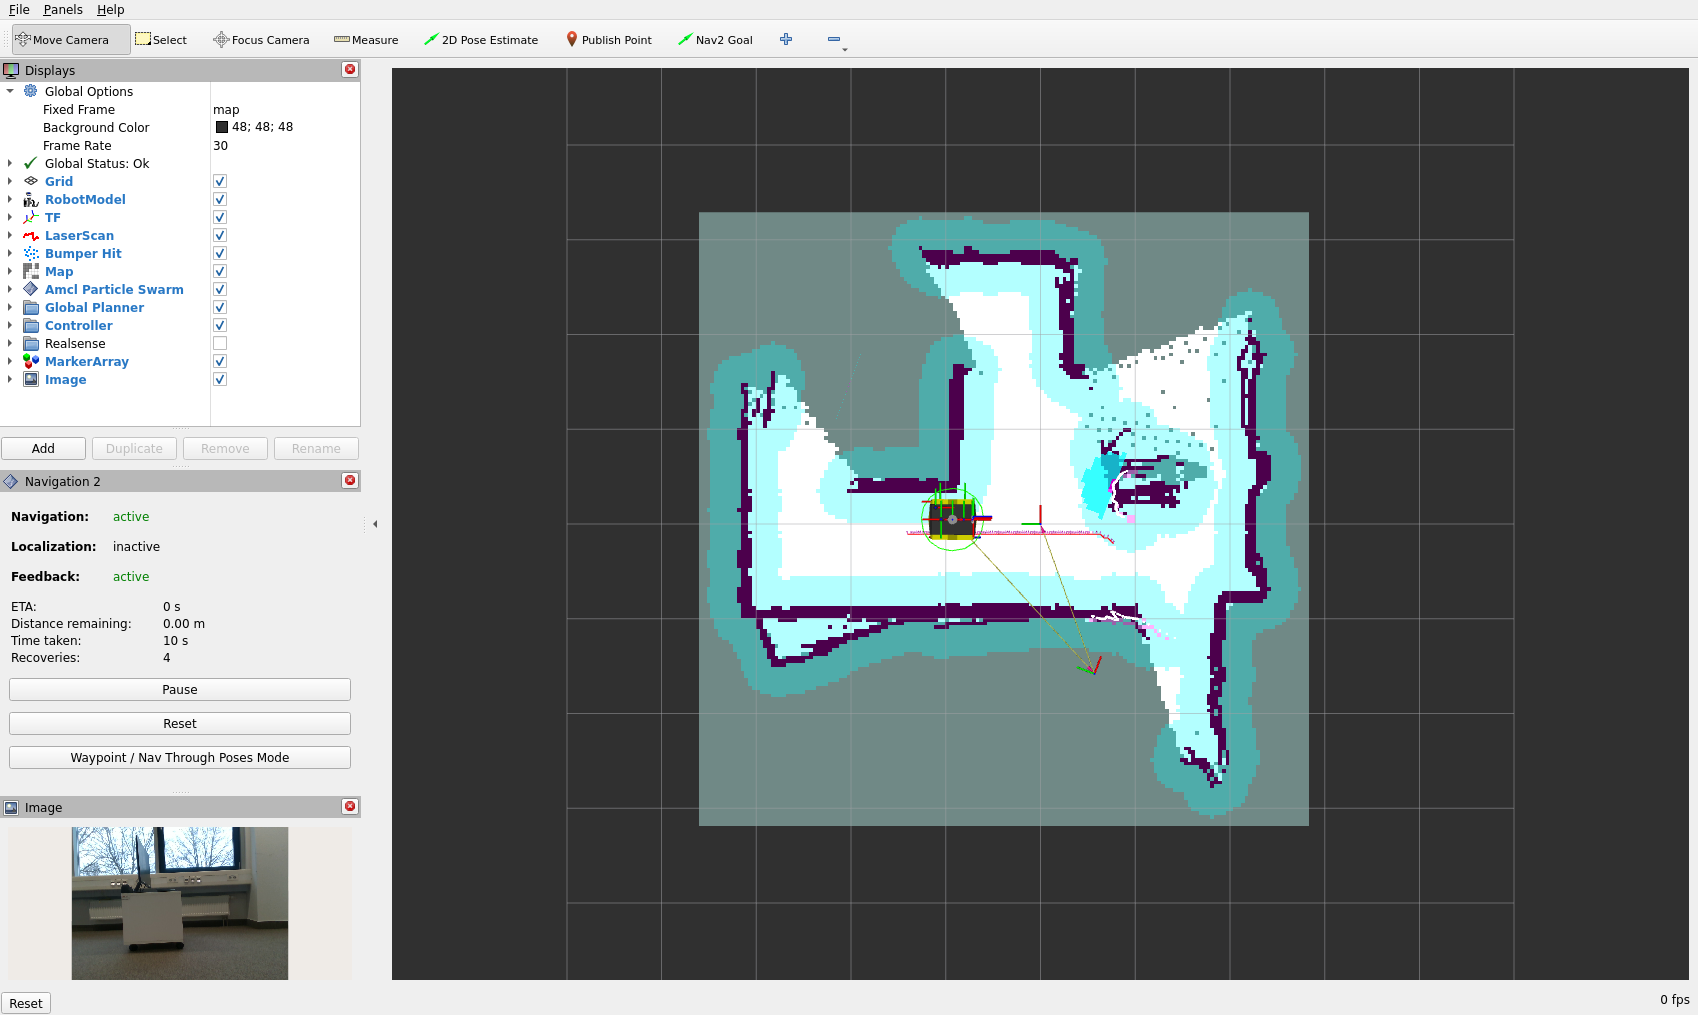 File Panels Help
Move Camera Select Focus Camera Measure 2D Pose Estimate Publish Point Nav2 Goal
Displays
Global Options
Fixed Frame map
Background Color 48; 48; 48
Frame Rate 30
Global Status: Ok
Grid
RobotModel
TF
LaserScan
Bumper Hit
Map
Amcl Particle Swarm
Global Planner
Controller
Realsense
MarkerArray
Image
Add Duplicate Remove Rename
Navigation 2
Navigation: active
Localization: inactive
Feedback: active
ETA: 0 s
Distance remaining: 0.00 m
Time taken: 10 s
Recoveries: 4
Pause
Reset
Waypoint / Nav Through Poses Mode
Image
Reset 0 fps